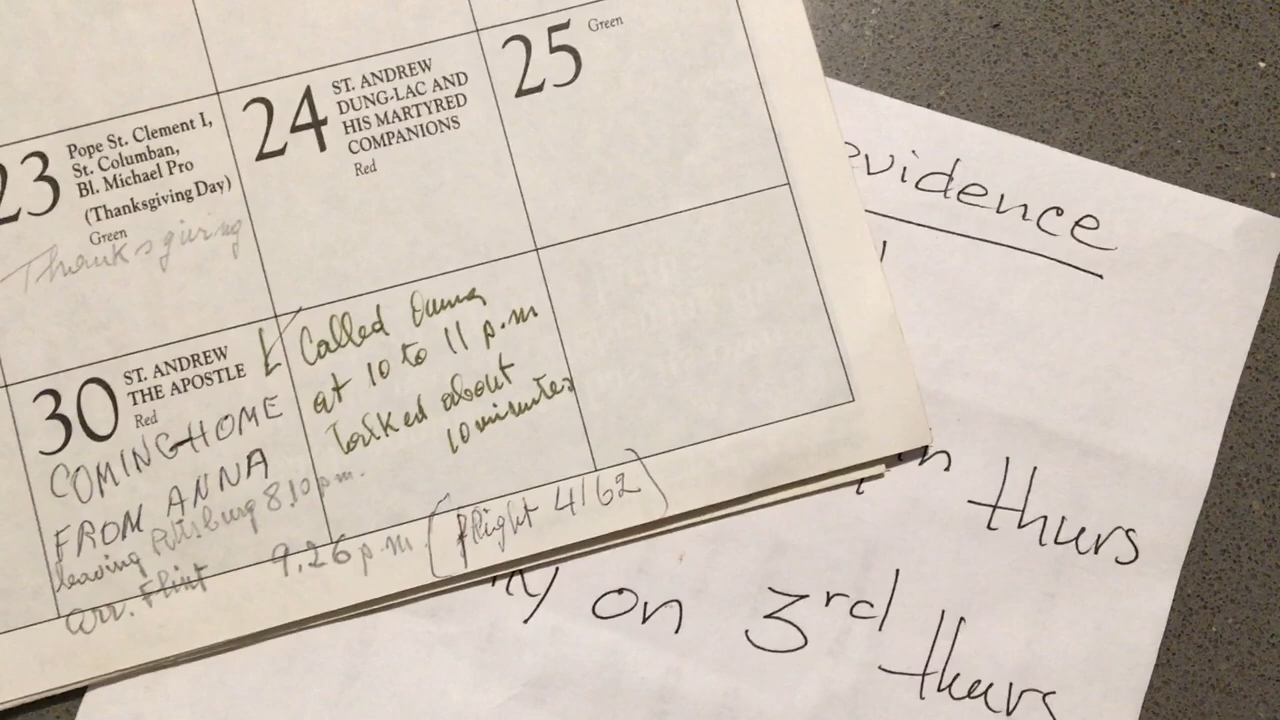 23 Pope St. Clement I,
St. Columban,
Bl. Michael Pro
(Thanksgiving Day)
Green
Thanksgiving
24 ST. ANDREW
DUNG-LAC AND
HIS MARTYRED
COMPANIONS
Red
25 Green
30 ST. ANDREW
THE APOSTLE
Red
COMING HOME
FROM ANNA
leaving Pittsburg 8.10 p.m.
arr. Flint 9.26 p.m (flight 4162)
Called
at 10 to 11 p.m
talked about
10 minutes
evidence
in thurs
on 3rd
thurs